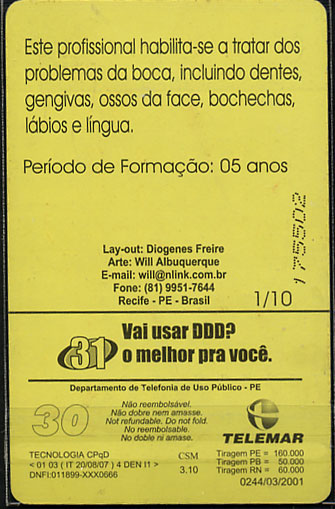 Este profissional habilita-se a tratar dos
problemas da boca, incluindo dentes,
gengivas, ossos da face, bochechas,
lábios e língua.
Período de Formação: 05 anos
175502
Lay-out: Diogenes Freire
Arte: Will Albuquerque
E-mail: will@nlink.com.br
Fone: (81) 9951-7644
Recife - PE - Brasil
1/10
31
Vai usar DDD?
o melhor pra você.
Departamento de Telefonia de Uso Público - PE
30
Não reembolsável.
Não dobre nem amasse.
Not refundable. Do not fold.
No reembolsable.
No doble ni amase.
TELEMAR
TECNOLOGIA CPqD
< 01 03 ( IT 20/08/07 ) 4 DEN I1 >
DNFI:011899-XXX0666
CSM
3.10
Tiragem PE = 160.000
Tiragem PB = 50.000
Tiragem RN = 60.000
0244/03/2001